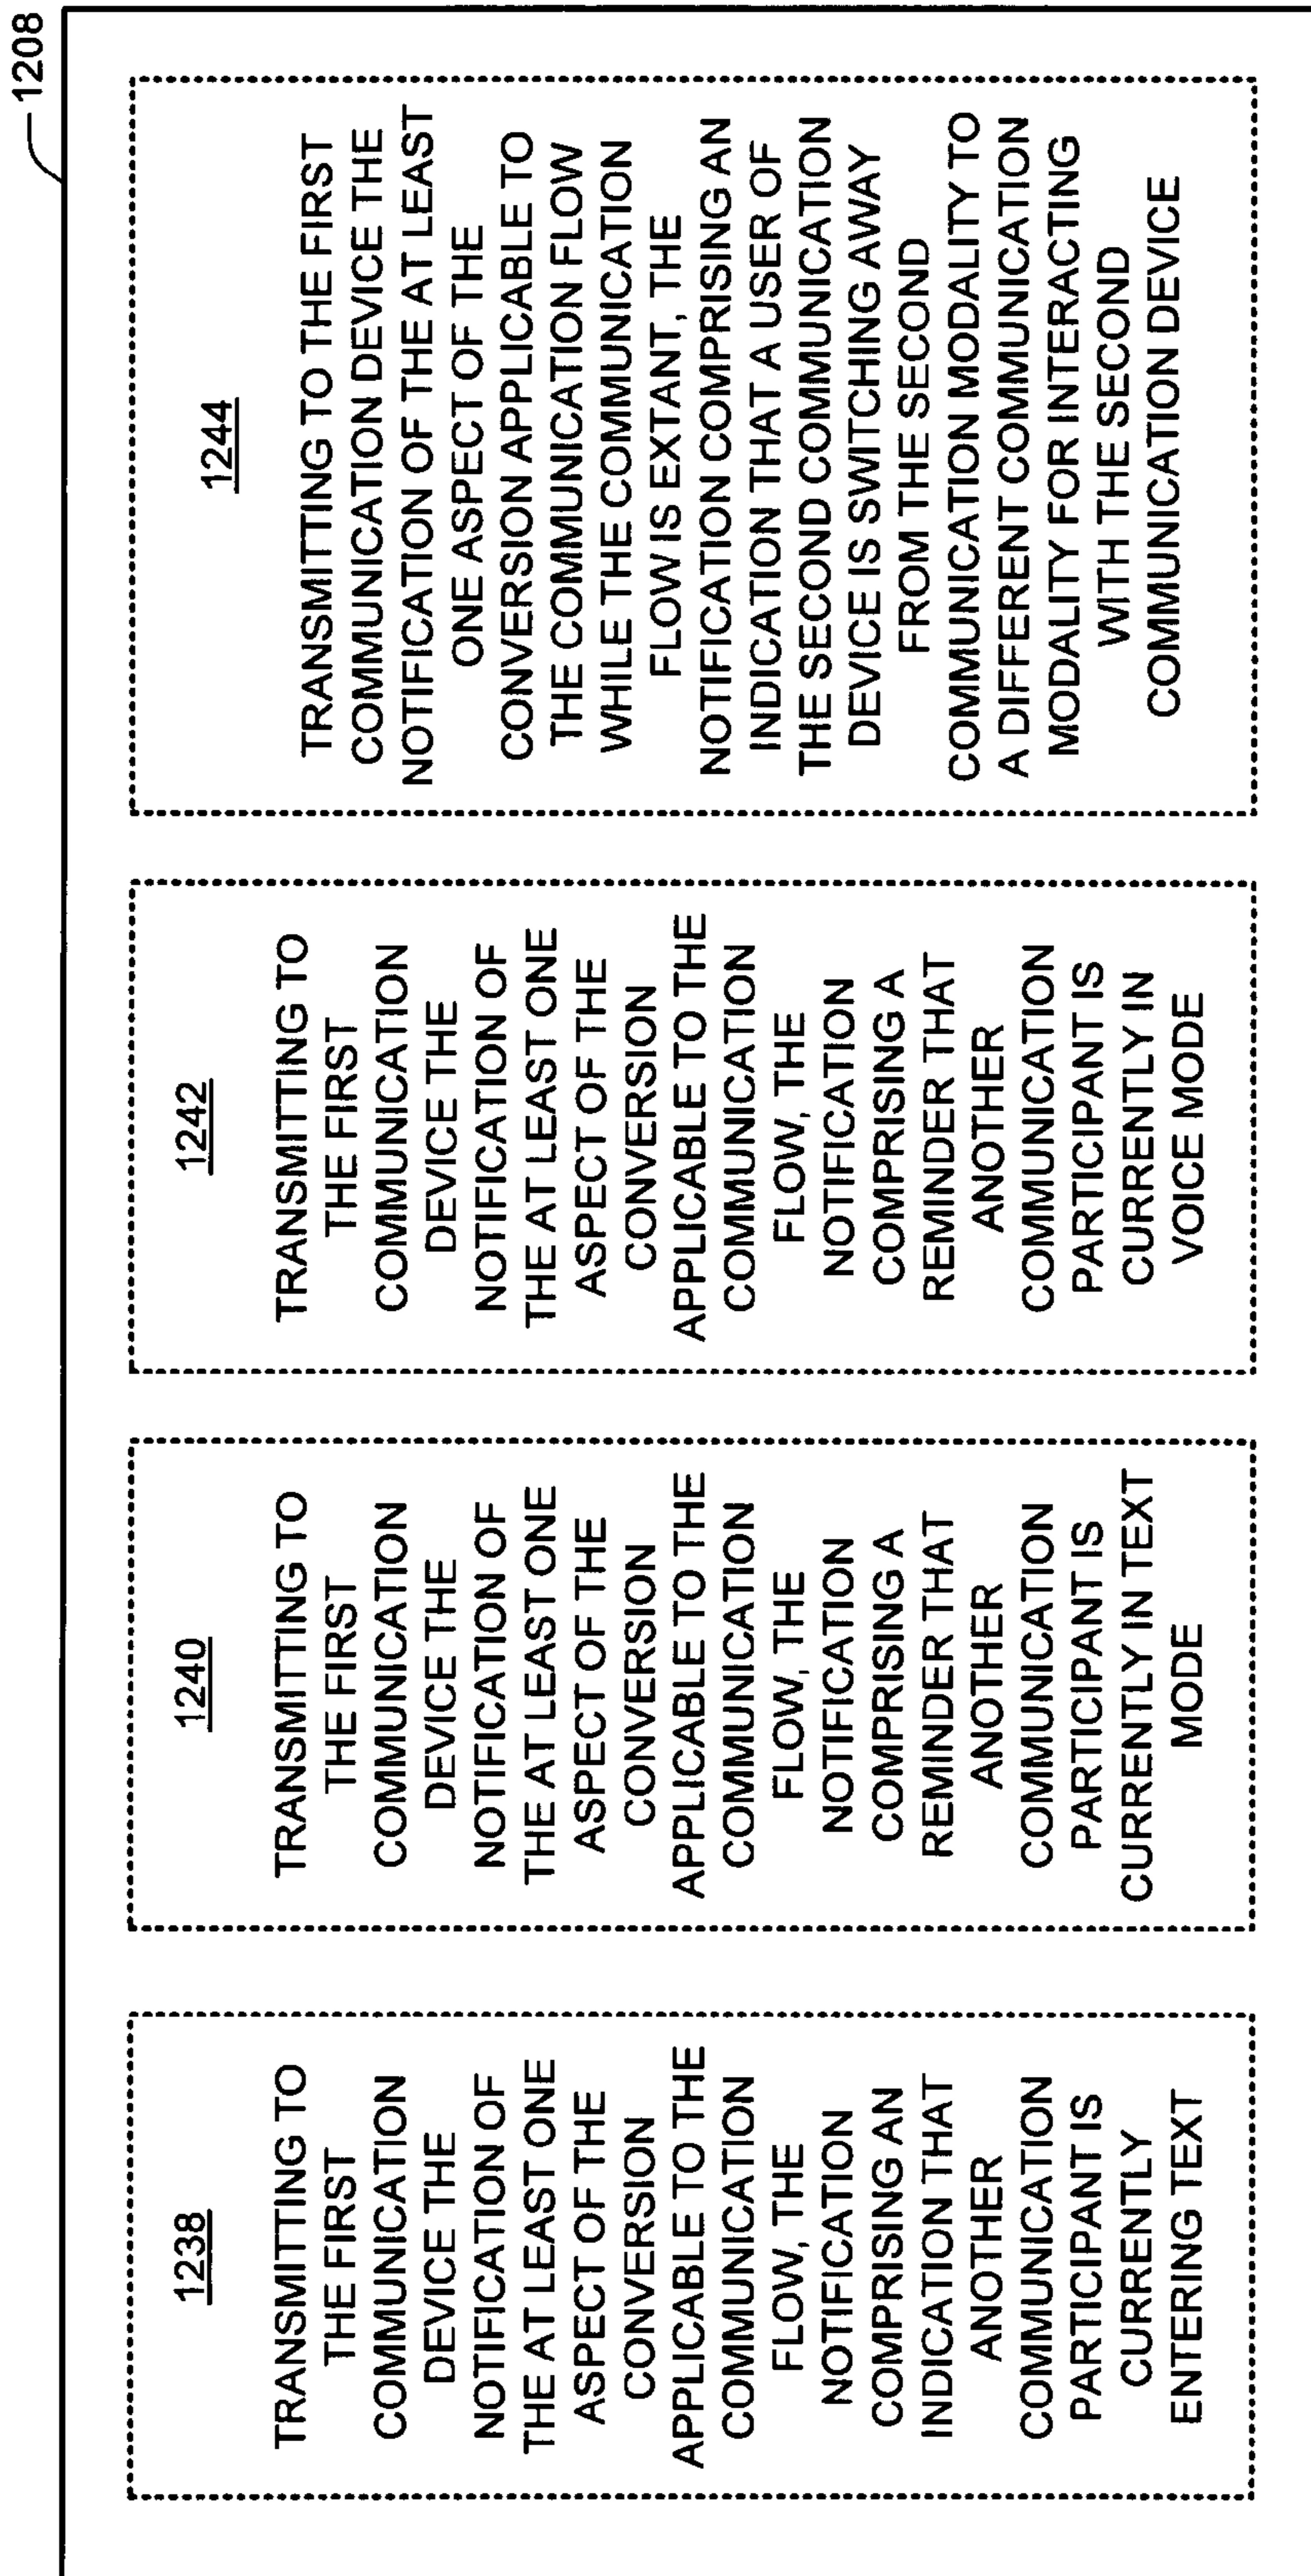 1208
1238
TRANSMITTING TO
THE FIRST
COMMUNICATION
DEVICE THE
NOTIFICATION OF
THE AT LEAST ONE
ASPECT OF THE
CONVERSION
APPLICABLE TO THE
COMMUNICATION
FLOW, THE
NOTIFICATION
COMPRISING AN
INDICATION THAT
ANOTHER
COMMUNICATION
PARTICIPANT IS
CURRENTLY
ENTERING TEXT
1240
TRANSMITTING TO
THE FIRST
COMMUNICATION
DEVICE THE
NOTIFICATION OF
THE AT LEAST ONE
ASPECT OF THE
CONVERSION
APPLICABLE TO THE
COMMUNICATION
FLOW, THE
NOTIFICATION
COMPRISING A
REMINDER THAT
ANOTHER
COMMUNICATION
PARTICIPANT IS
CURRENTLY IN TEXT
MODE
1242
TRANSMITTING TO
THE FIRST
COMMUNICATION
DEVICE THE
NOTIFICATION OF
THE AT LEAST ONE
ASPECT OF THE
CONVERSION
APPLICABLE TO THE
COMMUNICATION
FLOW, THE
NOTIFICATION
COMPRISING A
REMINDER THAT
ANOTHER
COMMUNICATION
PARTICIPANT IS
CURRENTLY IN
VOICE MODE
1244
TRANSMITTING TO THE FIRST
COMMUNICATION DEVICE THE
NOTIFICATION OF THE AT LEAST
ONE ASPECT OF THE
CONVERSION APPLICABLE TO
THE COMMUNICATION FLOW
WHILE THE COMMUNICATION
FLOW IS EXTANT, THE
NOTIFICATION COMPRISING AN
INDICATION THAT A USER OF
THE SECOND COMMUNICATION
DEVICE IS SWITCHING AWAY
FROM THE SECOND
COMMUNICATION MODALITY TO
A DIFFERENT COMMUNICATION
MODALITY FOR INTERACTING
WITH THE SECOND
COMMUNICATION DEVICE